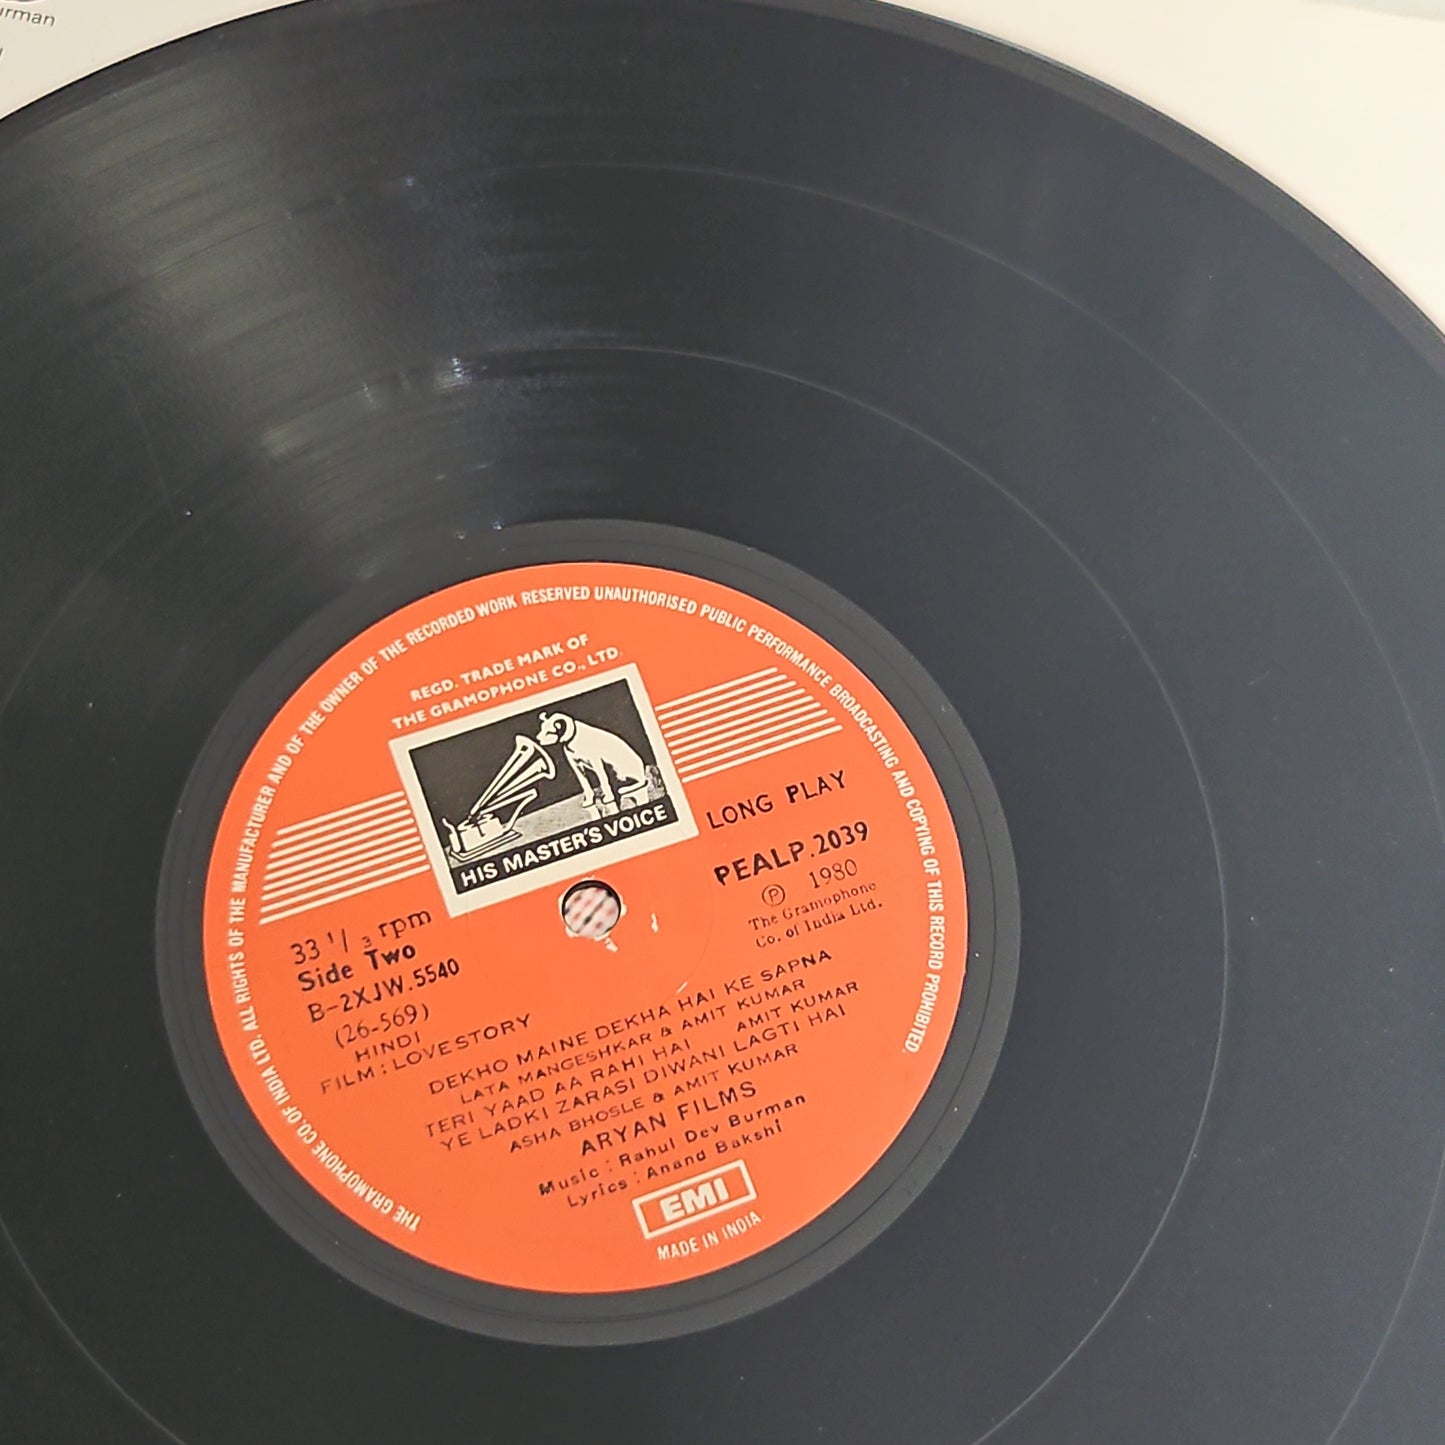 urman
THE GRAMOPHONE CO. OF INDIA LTD. ALL RIGHTS OF THE MANUFACTURER AND OF THE OWNER OF THE RECORDED WORK RESERVED UNAUTHORISED PUBLIC PERFORMANCE BROADCASTING AND COPYING OF THIS RECORD PROHIBITED.
REGD. TRADE MARK OF
THE GRAMOPHONE CO., LTD.
HIS MASTER'S VOICE
LONG PLAY
PEALP.2039
Ⓟ 1980
The Gramophone
Co. of India Ltd.
33 1/3 rpm
Side Two
B-2XJW.5540
(26-569)
HINDI
FILM: LOVESTORY
DEKHO MAINE DEKHA HAI KE SAPNA
LATA MANGESHKAR & AMIT KUMAR
TERI YAAD AA RAHI HAI AMIT KUMAR
YE LADKI ZARASI DIWANI LAGTI HAI
ASHA BHOSLE & AMIT KUMAR
ARYAN FILMS
Music: Rahul Dev Burman
Lyrics: Anand Bakshi
EMI
MADE IN INDIA